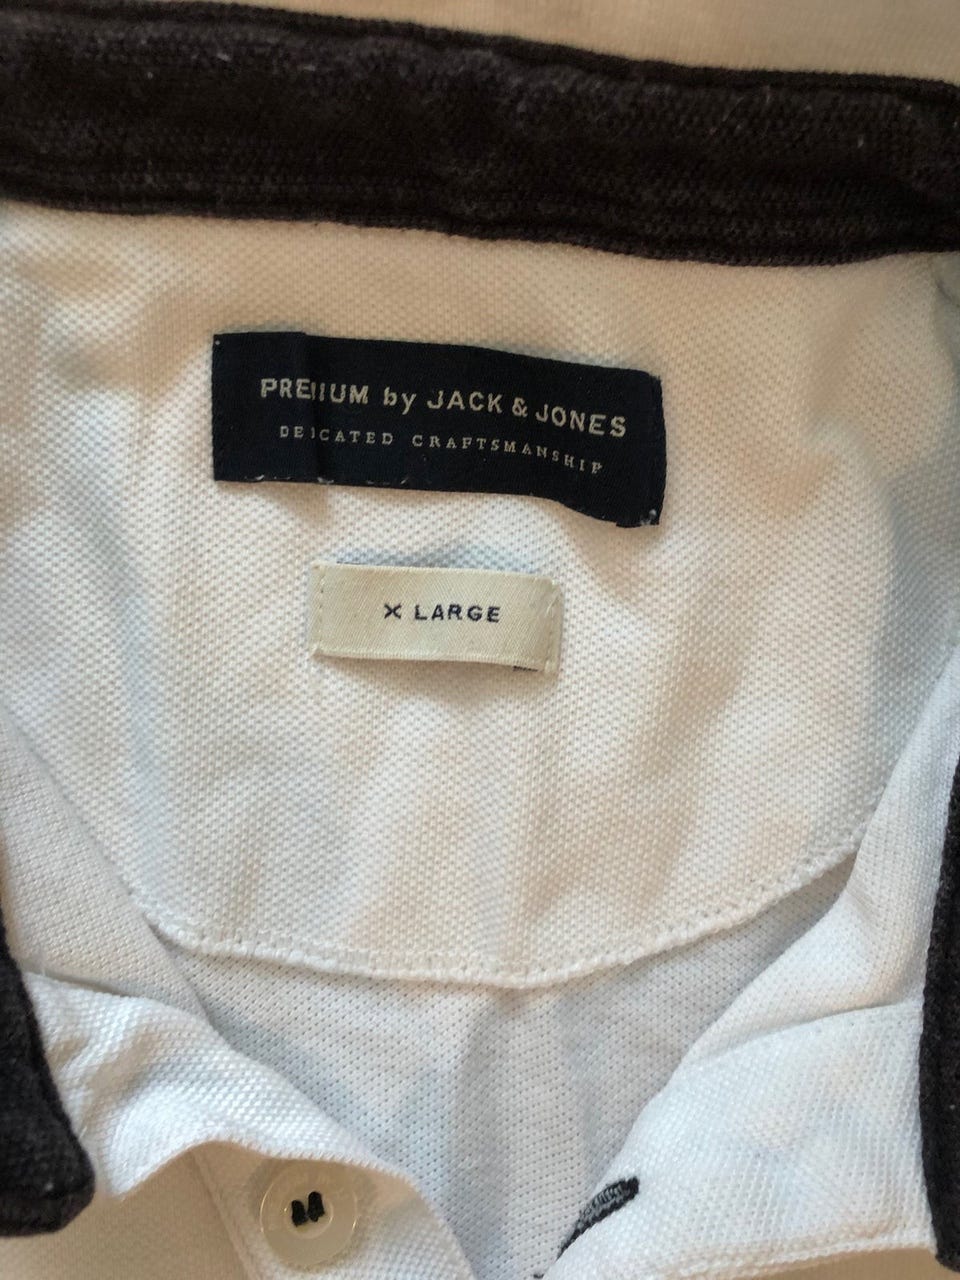 PREMIUM by JACK & JONES
DEDICATED CRAFTSMANSHIP
X LARGE